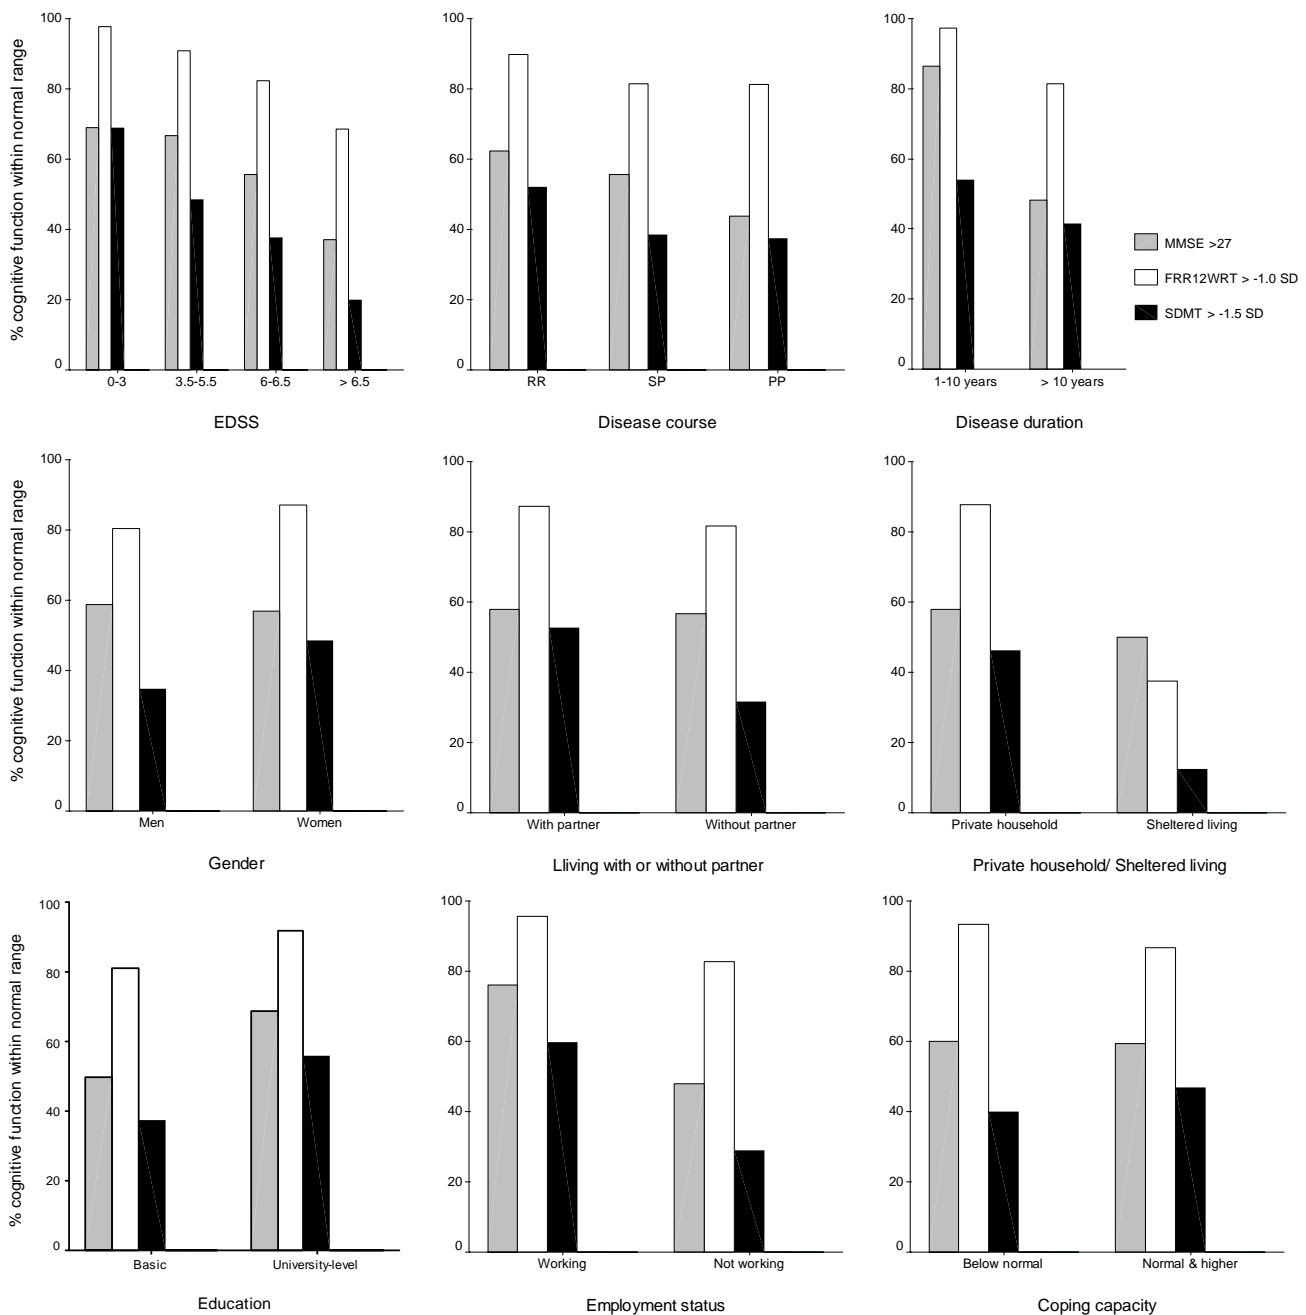 % cognitive function within normal range
100
80
60
40
20
0
0-3 3.5-5.5 6-6.5 > 6.5
EDSS
100
80
60
40
20
0
RR SP PP
Disease course
100
80
60
40
20
0
1-10 years > 10 years
Disease duration
MMSE >27
FRR12WRT > -1.0 SD
SDMT > -1.5 SD
% cognitive function within normal range
100
80
60
40
20
0
Men Women
Gender
100
80
60
40
20
0
With partner Without partner
Lliving with or without partner
100
80
60
40
20
0
Private household Sheltered living
Private household/ Sheltered living
% cognitive function within normal range
100
80
60
40
20
0
Basic University-level
Education
100
80
60
40
20
0
Working Not working
Employment status
100
80
60
40
20
0
Below normal Normal & higher
Coping capacity